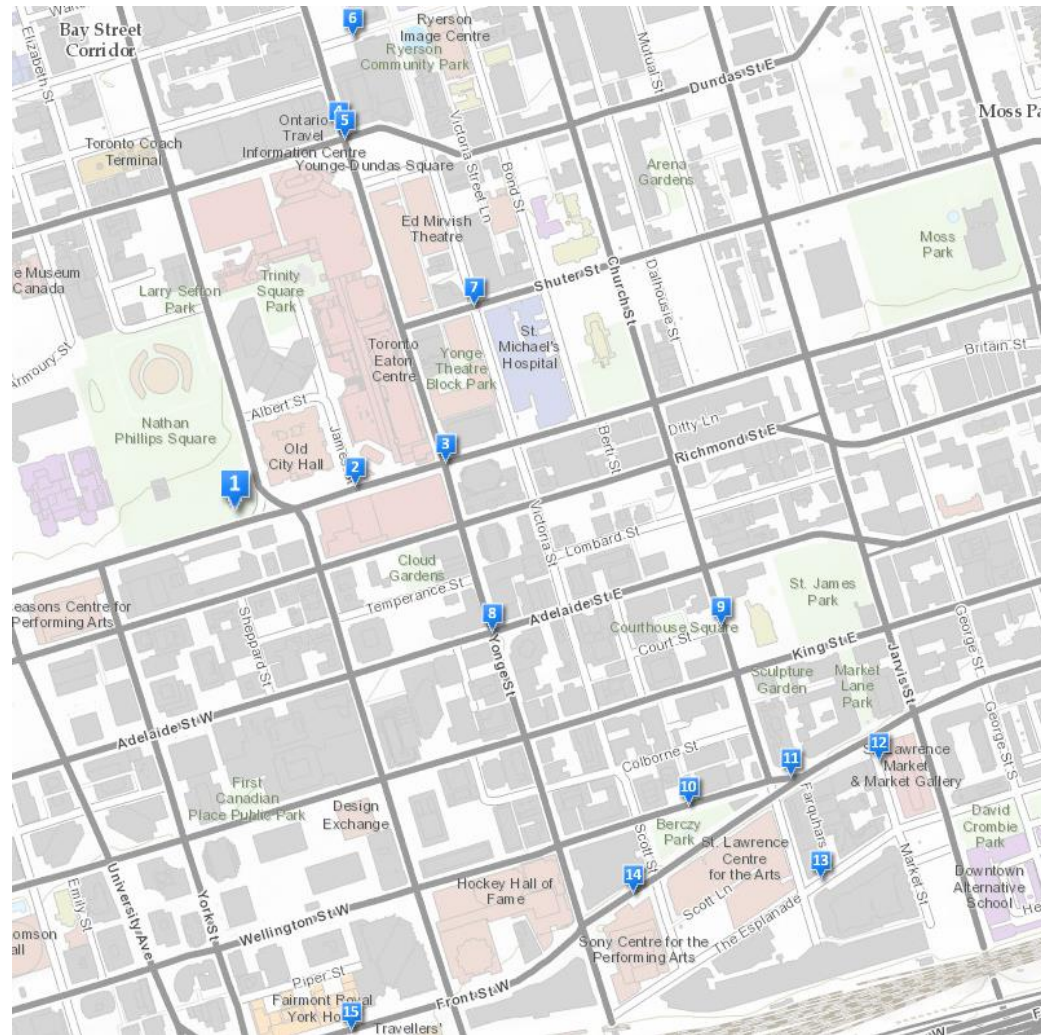 Walt
6
Ryerson
Image Centre
Ryerson
Community Park
Bay Street
Corridor
Elizabeth St
Mutual St
Dundas St E
Moss Pa
4
5
Ontario
Travel
Information Centre
Younge-Dundas Square
Toronto Coach
Terminal
Victoria Street Ln
Bond St
Arena
Gardens
Ed Mirvish
Theatre
Moss
Park
e Museum
Canada
Larry Sefton
Park
Trinity
Square
Park
7
Shuter St
Church St
Dalhousie St
Armoury St
Toronto
Eaton
Centre
Yonge
Theatre
Block Park
St.
Michael's
Hospital
Britain St
Albert St
Nathan
Phillips Square
Old
City Hall
James
3
2
1
Ditty Ln
Richmond St E
Berti St
Victoria St
Lombard St
Cloud
Gardens
Temperance St
St. James
Park
easons Centre for
Performing Arts
Sheppard St
8
Adelaide St E
9
Courthouse Square
Court St
Yonge St
King St E
Jarvis St
George St
Sculpture
Garden
Market
Lane
Park
Adelaide St W
Colborne St
George St S
12
St. Lawrence
Market
& Market Gallery
11
10
Farquhars
First
Canadian
Place Public Park
Design
Exchange
Berczy
Park
St. Lawrence
Centre
for the Arts
David
Crombie
Park
13
Scott St
14
Market St
Downtown
Alternative
School
He
University Ave
York St
Emily St
Hockey Hall of
Fame
Scott Ln
The Esplanade
omson
all
Wellington St W
Sony Centre for the
Performing Arts
Piper St
Fairmont Royal
York Ho
15
Front St W
Travellers'
W
F